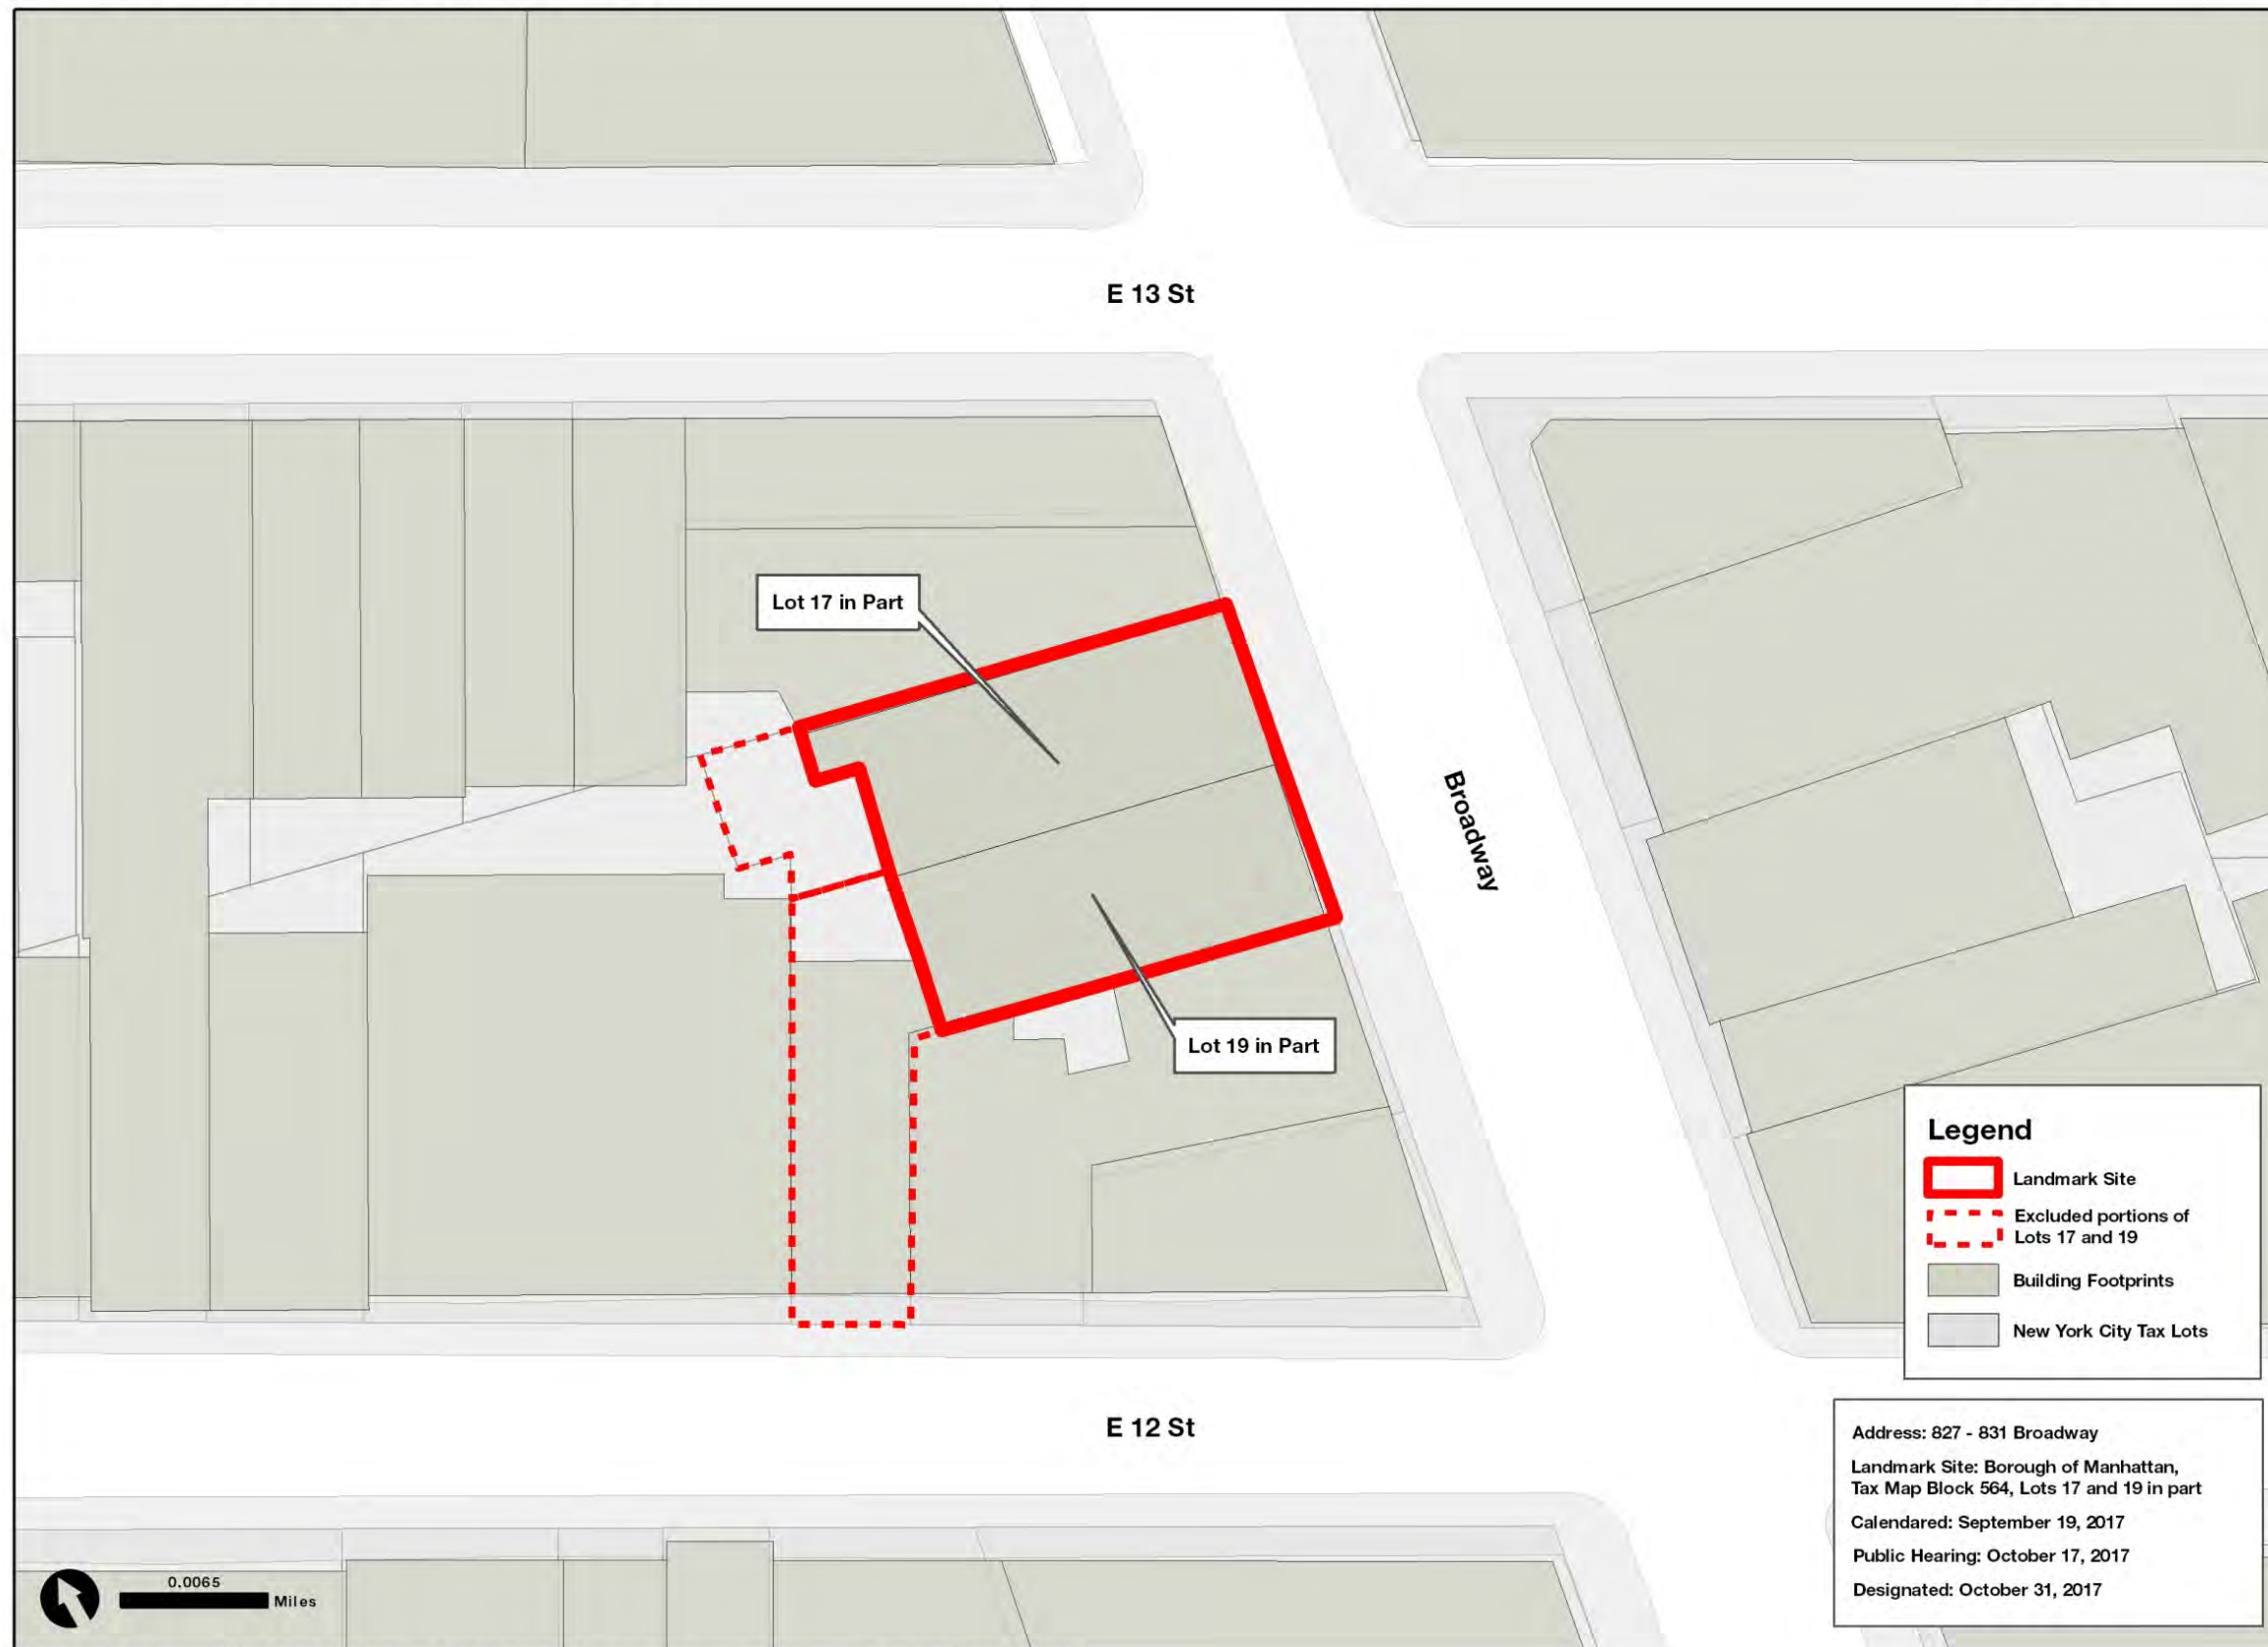 E 13 St
Lot 17 in Part
Broadway
Lot 19 in Part
E 12 St
Legend
Landmark Site
Excluded portions of
Lots 17 and 19
Building Footprints
New York City Tax Lots
Address: 827 - 831 Broadway
Landmark Site: Borough of Manhattan,
Tax Map Block 564, Lots 17 and 19 in part
Calendared: September 19, 2017
Public Hearing: October 17, 2017
Designated: October 31, 2017
0.0065
Miles